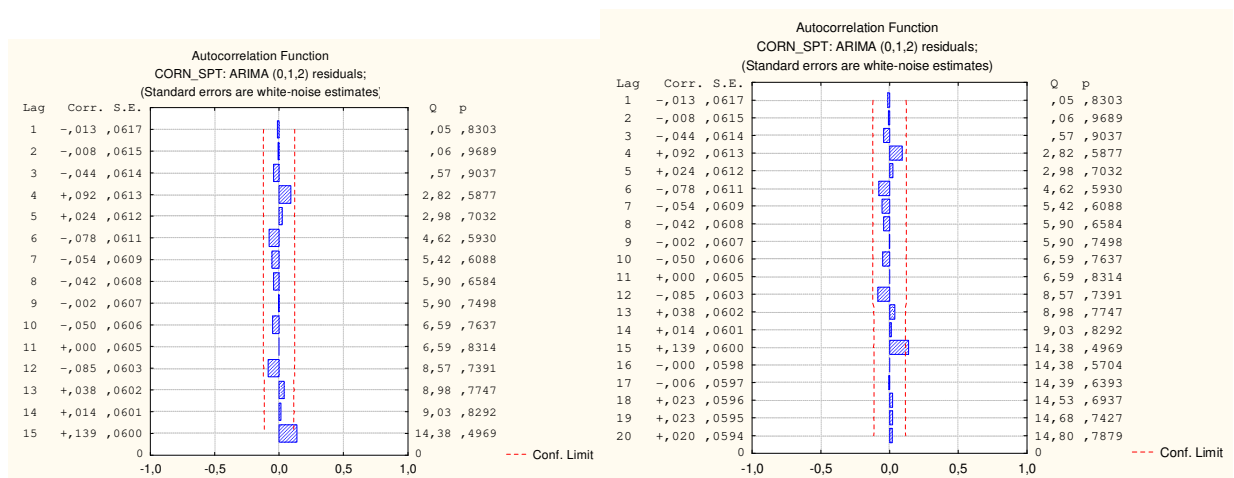 Autocorrelation Function
CORN_SPT: ARIMA (0,1,2) residuals;
(Standard errors are white-noise estimates)
Lag Corr. S.E. Q p
1 -,013 ,0617 ,05 ,8303
2 -,008 ,0615 ,06 ,9689
3 -,044 ,0614 ,57 ,9037
4 +,092 ,0613 2,82 ,5877
5 +,024 ,0612 2,98 ,7032
6 -,078 ,0611 4,62 ,5930
7 -,054 ,0609 5,42 ,6088
8 -,042 ,0608 5,90 ,6584
9 -,002 ,0607 5,90 ,7498
10 -,050 ,0606 6,59 ,7637
11 +,000 ,0605 6,59 ,8314
12 -,085 ,0603 8,57 ,7391
13 +,038 ,0602 8,98 ,7747
14 +,014 ,0601 9,03 ,8292
15 +,139 ,0600 14,38 ,4969
0 0
-1,0 -0,5 0,0 0,5 1,0
Conf. Limit
Autocorrelation Function
CORN_SPT: ARIMA (0,1,2) residuals;
(Standard errors are white-noise estimates)
Lag Corr. S.E. Q p
1 -,013 ,0617 ,05 ,8303
2 -,008 ,0615 ,06 ,9689
3 -,044 ,0614 ,57 ,9037
4 +,092 ,0613 2,82 ,5877
5 +,024 ,0612 2,98 ,7032
6 -,078 ,0611 4,62 ,5930
7 -,054 ,0609 5,42 ,6088
8 -,042 ,0608 5,90 ,6584
9 -,002 ,0607 5,90 ,7498
10 -,050 ,0606 6,59 ,7637
11 +,000 ,0605 6,59 ,8314
12 -,085 ,0603 8,57 ,7391
13 +,038 ,0602 8,98 ,7747
14 +,014 ,0601 9,03 ,8292
15 +,139 ,0600 14,38 ,4969
16 -,000 ,0598 14,38 ,5704
17 -,006 ,0597 14,39 ,6393
18 +,023 ,0596 14,53 ,6937
19 +,023 ,0595 14,68 ,7427
20 +,020 ,0594 14,80 ,7879
0 0
-1,0 -0,5 0,0 0,5 1,0
Conf. Limit